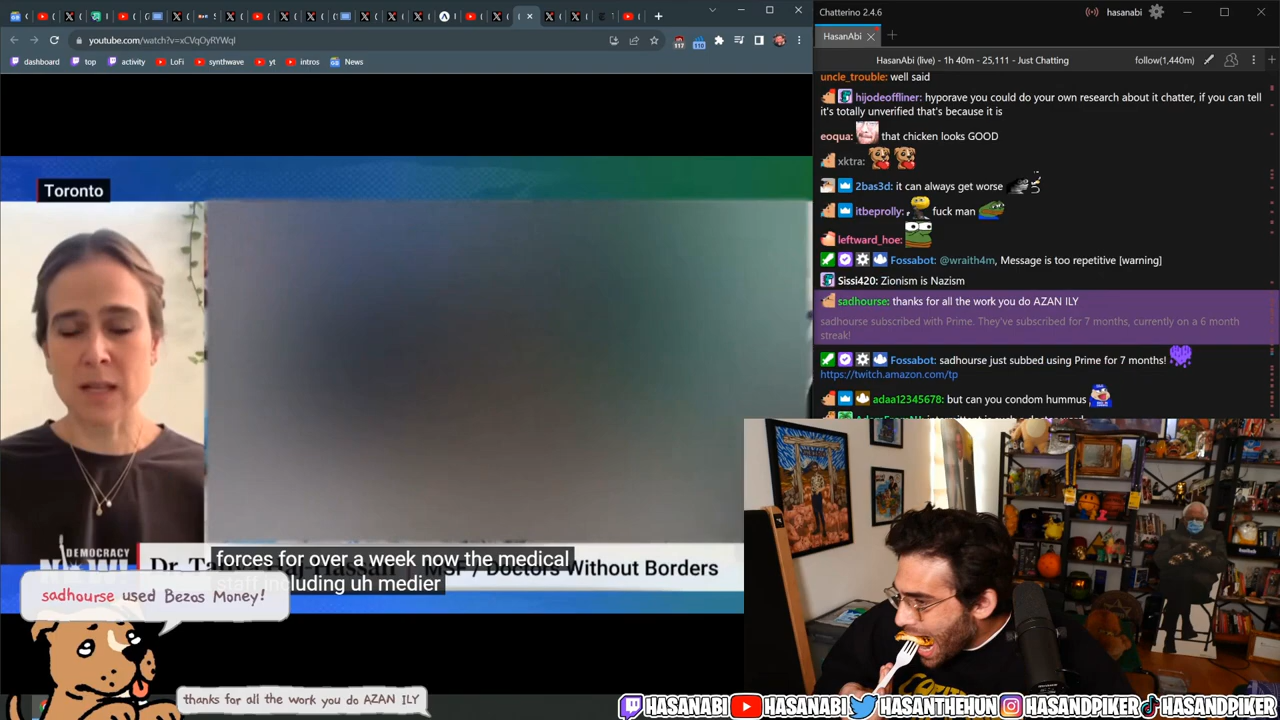 youtube.com/watch?v=xCVqOyRYWqI
dashboard
top
activity
LoFi
synthwave
yt
intros
News
Toronto
DEMOCRACY
forces for over a week now the medical
staff including uh medier
MSF / Doctors Without Borders
sadhourse used Bezos Money!
thanks for all the work you do AZAN ILY
Chatterino 2.4.6
hasanabi
HasanAbi
HasanAbi (live) - 1h 40m - 25,111 - Just Chatting
follow(1,440m)
uncle_trouble: well said
hijodeoffliner: hyporave you could do your own research about it chatter, if you can tell
it's totally unverified that's because it is
eoqua: that chicken looks GOOD
xktra:
2bas3d: it can always get worse
itbeprolly: fuck man
leftward_hoe:
Fossabot: @wraith4m, Message is too repetitive [warning]
Sissi420: Zionism is Nazism
sadhourse: thanks for all the work you do AZAN ILY
sadhourse subscribed with Prime. They've subscribed for 7 months, currently on a 6 month
streak!
Fossabot: sadhourse just subbed using Prime for 7 months!
https://twitch.amazon.com/tp
adaa12345678: but can you condom hummus
HASANABI
HASANABI
HASANTHEHUN
HASANDPIKER
HASANDPIKER